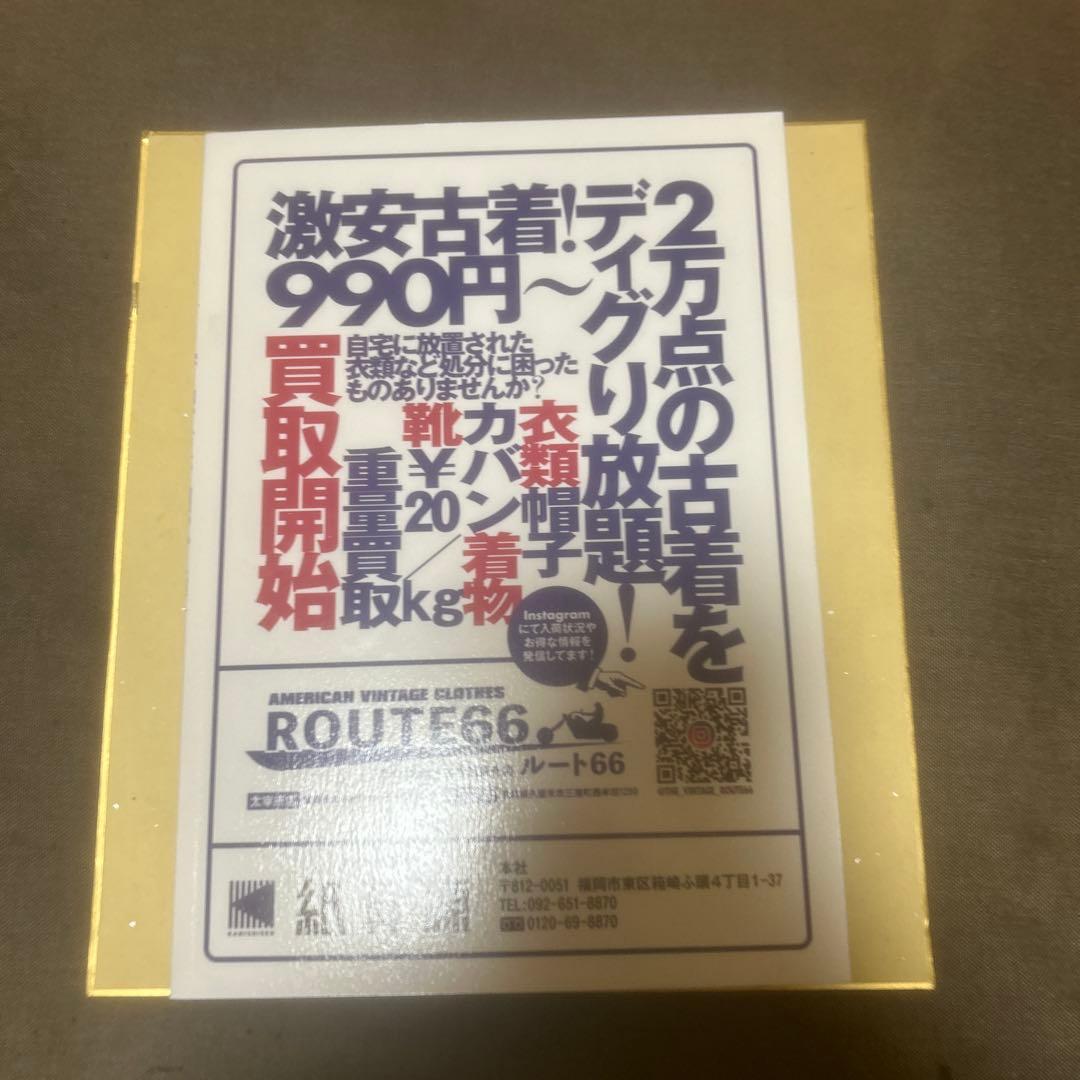 2万点の古着を
ディグり放題!
激安古着!
990円〜
自宅に放置された
衣類など処分に困った
ものありませんか?
買取開始
衣類 帽子
カバン 着物
靴 ¥20/kg
重量買取
Instagram
にて入荷状況や
お得な情報を
発信してます!
AMERICAN VINTAGE CLOTHES
ROUTE66
ルート66
@THE_VINTAGE_ROUTE66
本社
〒812-0051 福岡市東区箱崎ふ頭4丁目1-37
TEL:092-651-8870
0120-69-8870